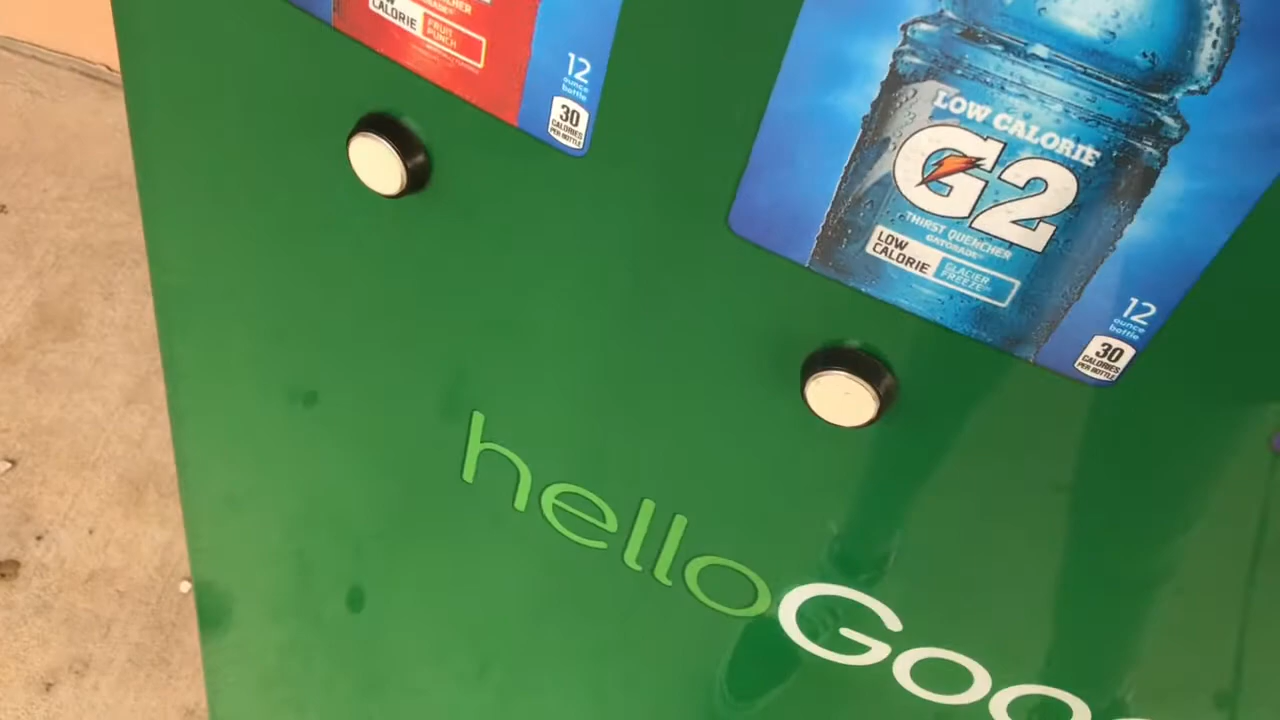 LOW
CALORIE
FRUIT
PUNCH
12
ounce
bottle
30
CALORIES
PER BOTTLE
LOW CALORIE
G2
THIRST QUENCHER
GATORADE
LOW
CALORIE
GLACIER
FREEZE
12
ounce
bottle
30
CALORIES
PER BOTTLE
helloGoo